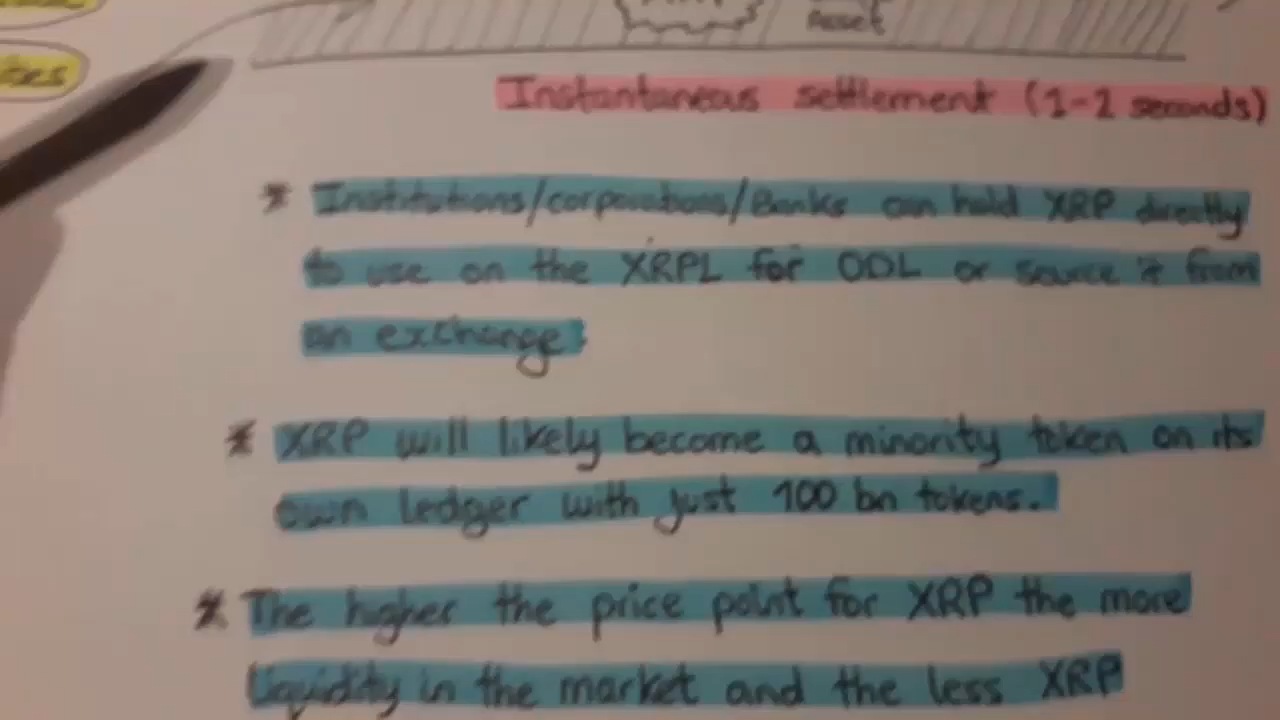 asset
Instantaneous settlement (1-2 seconds)
* Institutions/corporations/Banks can hold XRP directly
to use on the XRPL for ODL or source it from
an exchange.
* XRP will likely become a minority token on its
own ledger with just 100 bn tokens.
* The higher the price point for XRP the more
Liquidity in the market and the less XRP